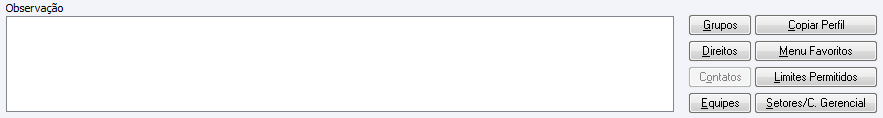 Observação
Grupos Copiar Perfil
Direitos Menu Favoritos
Contatos Limites Permitidos
Equipes Setores/C. Gerencial